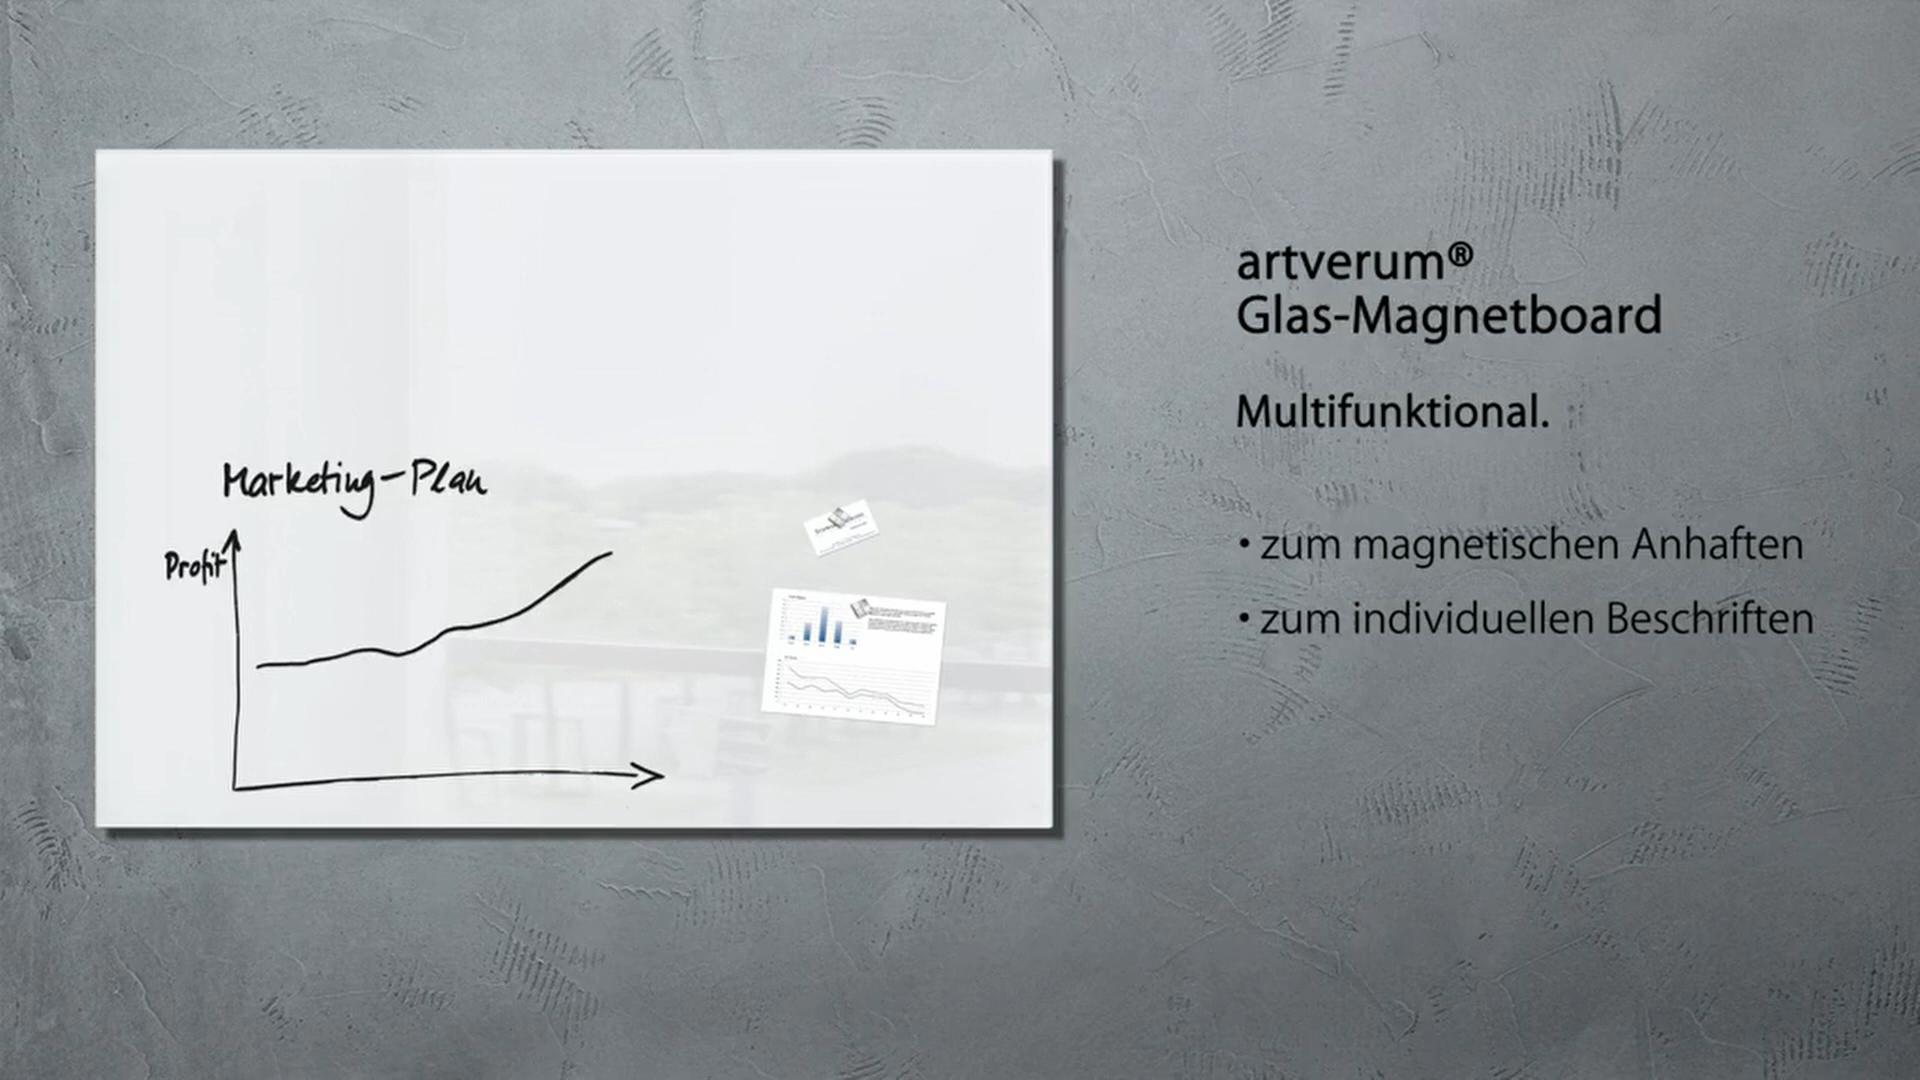 Marketing-Plan
Profit
artverum®
Glas-Magnetboard
Multifunktional.
• zum magnetischen Anhaften
• zum individuellen Beschriften